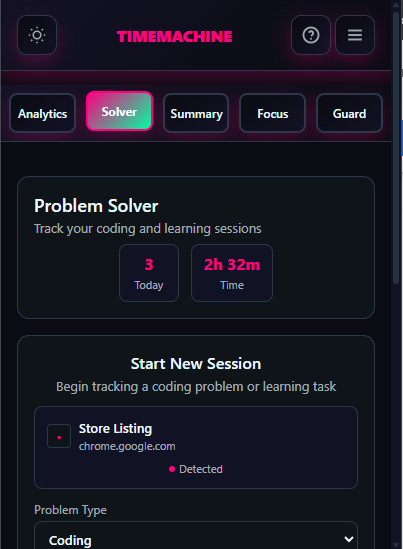 TIMEMACHINE
Analytics Solver Summary Focus Guard
Problem Solver
Track your coding and learning sessions
3 2h 32m
Today Time
Start New Session
Begin tracking a coding problem or learning task
Store Listing
chrome.google.com
Detected
Problem Type
Coding